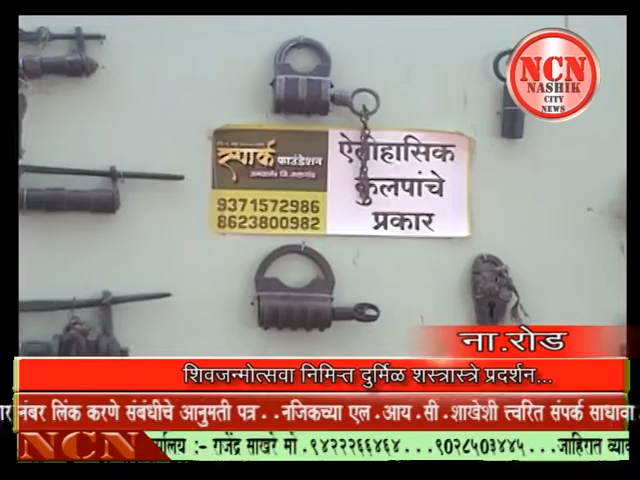 NCN
NASHIK
CITY
NEWS
स्पार्क फाउंडेशन
9371572986
8623800982
ऐतीहासिक
कुलपांचे
प्रकार
ना.रोड
शिवजन्मोत्सवा निमित्त दुर्मिळ शस्त्रास्त्रे प्रदर्शन...
नंबर लिंक करणे संबंधीचे आनुमती पत्र . . नजिकच्या एल . आय . सी . शाखेशी त्वरित संपर्क साधावा
NCN
:- राजेंद्र साखरे मो .९४२२२६६४६४ . . .९०२८५०३४४५ . . .जाहिरात